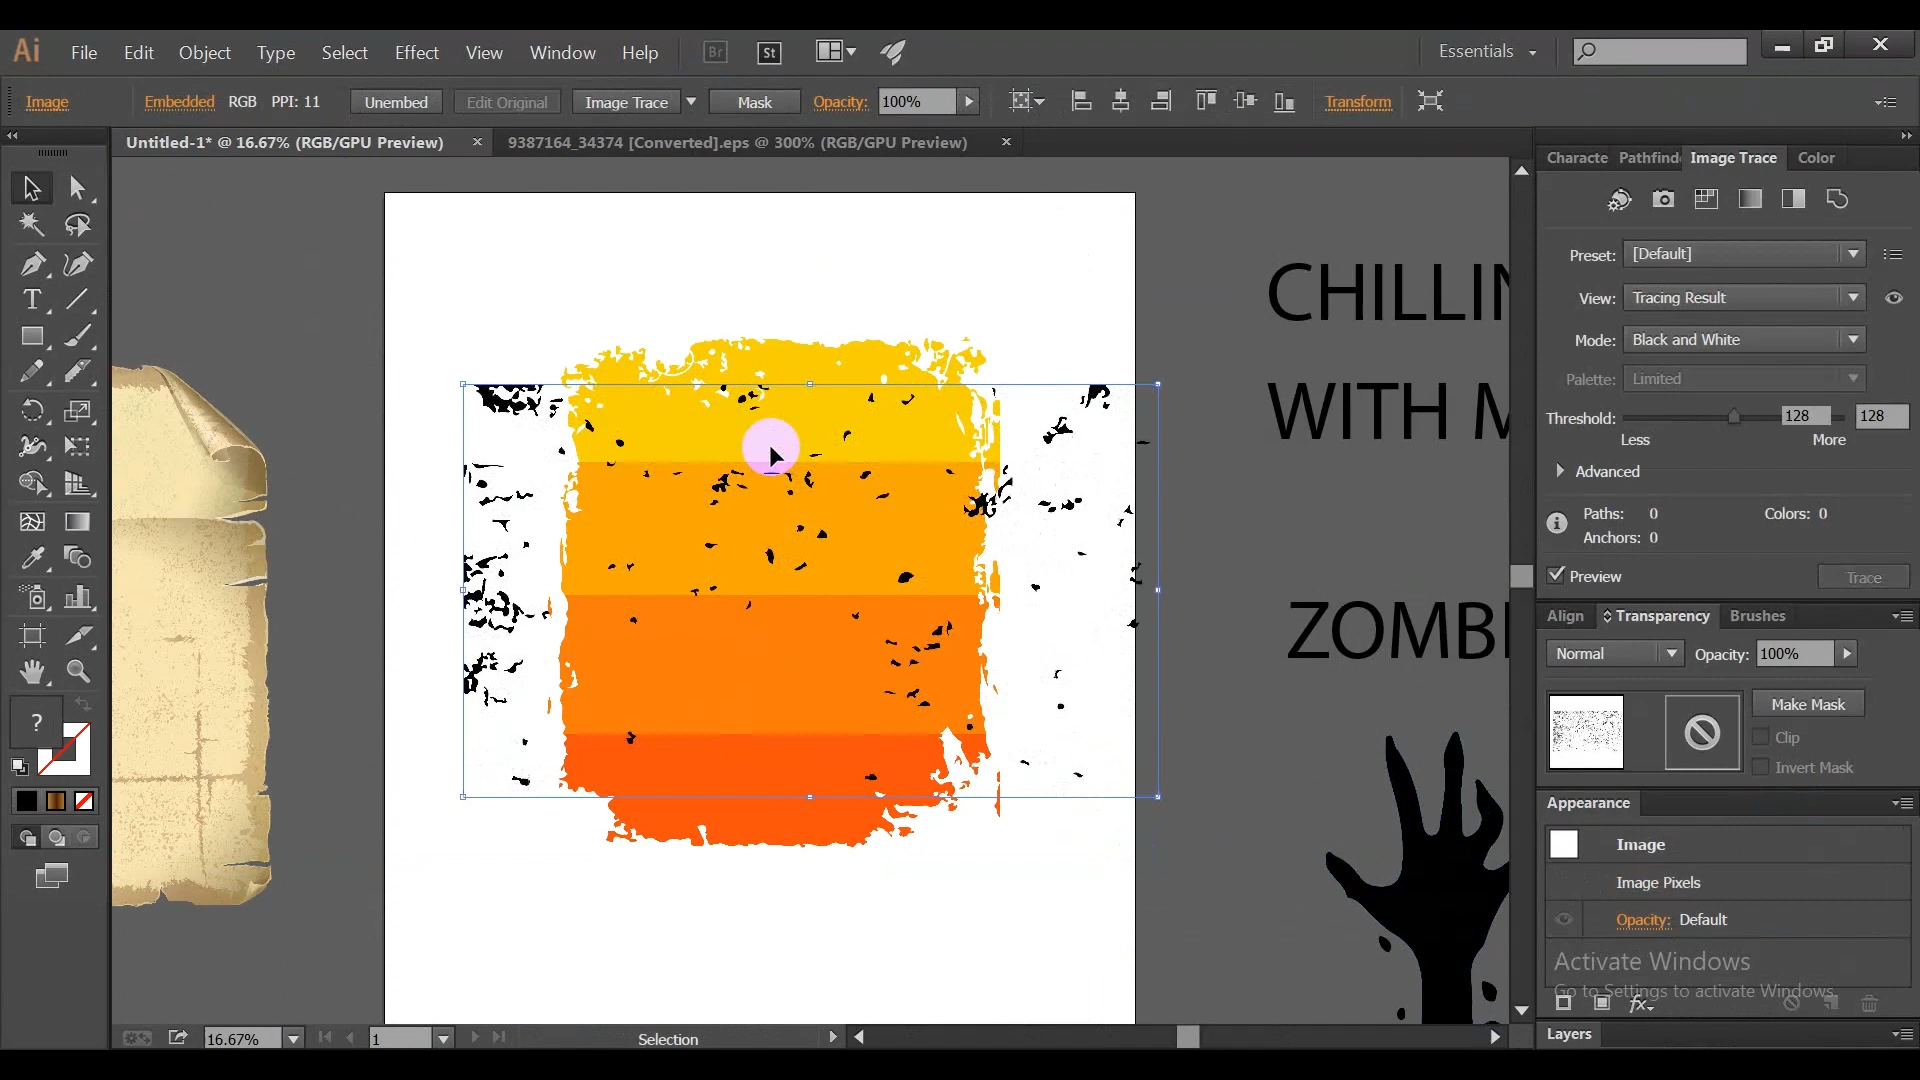 Ai File Edit Object Type Select Effect View Window Help Br St Essentials
Image Embedded RGB PPI: 11 Unembed Edit Original Image Trace Mask Opacity: 100% Transform
Untitled-1* @ 16.67% (RGB/GPU Preview) × 9387164_34374 [Converted].eps @ 300% (RGB/GPU Preview) ×
Characte Pathfind Image Trace Color
Preset: [Default]
View: Tracing Result
Mode: Black and White
Palette: Limited
Threshold: 128 128
Less More
Advanced
Paths: 0 Colors: 0
Anchors: 0
Preview Trace
Align Transparency Brushes
Normal Opacity: 100%
Make Mask
Clip
Invert Mask
Appearance
Image
Image Pixels
Opacity: Default
Activate Windows
Go to Settings to activate Windows.
fx
Layers
CHILLIN
WITH M
ZOMBI
T
?
16.67% 1 Selection